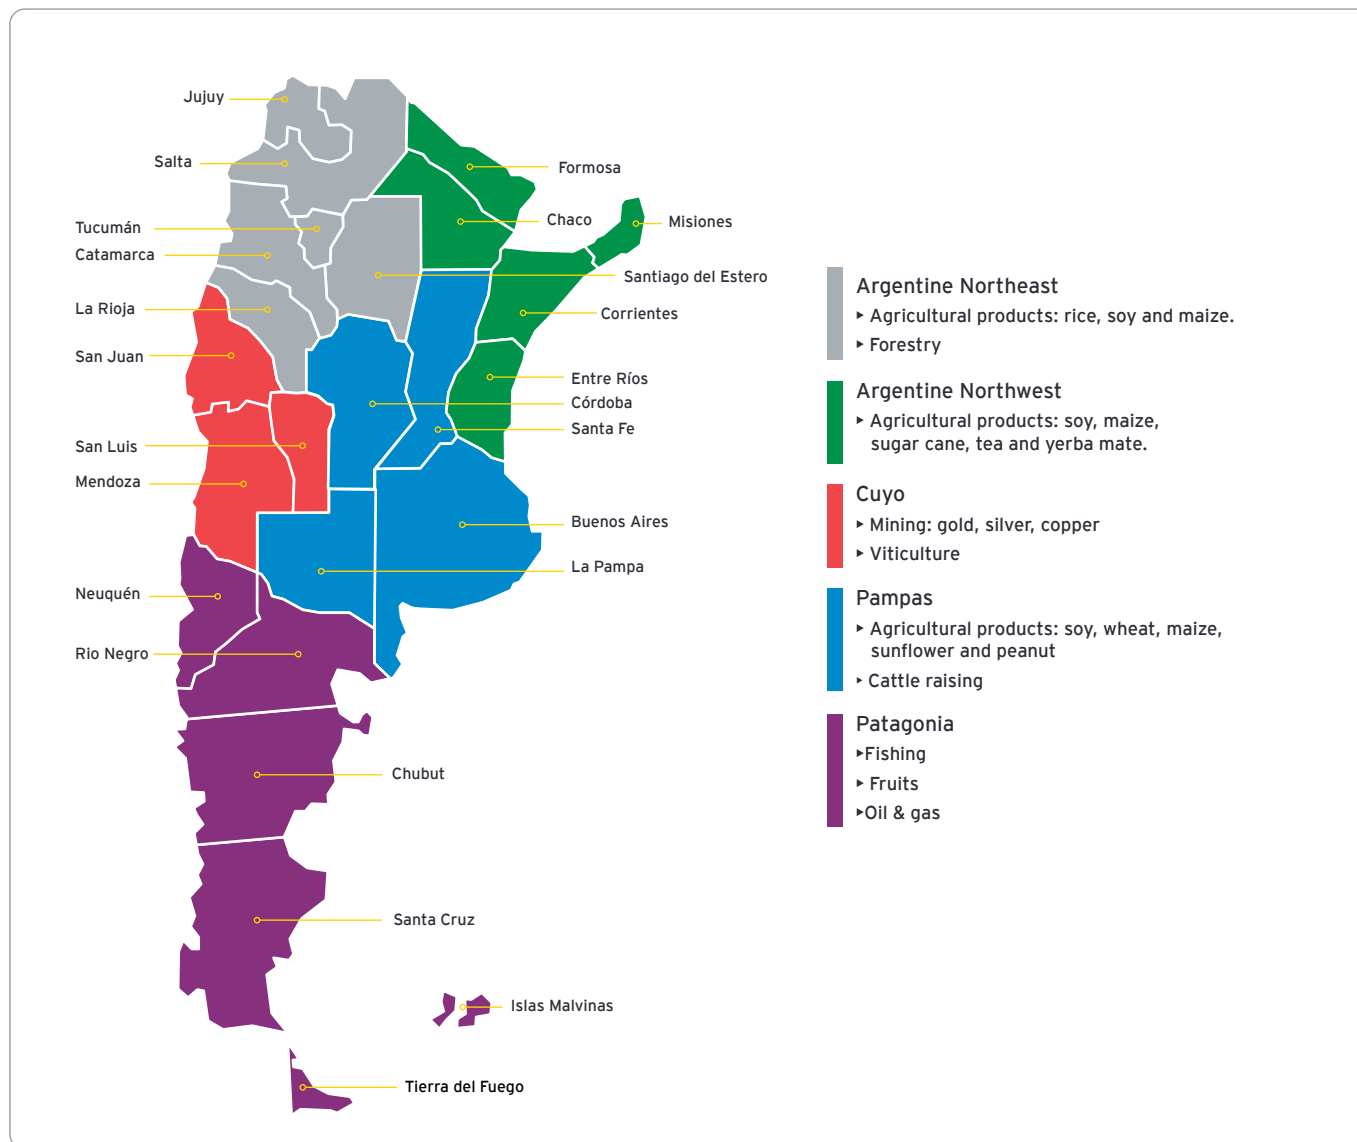 Jujuy
Salta
Formosa
Chaco
Misiones
Tucumán
Catamarca
Santiago del Estero
La Rioja
Corrientes
San Juan
Entre Ríos
Córdoba
Santa Fe
San Luis
Mendoza
Buenos Aires
La Pampa
Neuquén
Rio Negro
Chubut
Santa Cruz
Islas Malvinas
Tierra del Fuego
Argentine Northeast
▸ Agricultural products: rice, soy and maize.
▸ Forestry
Argentine Northwest
▸ Agricultural products: soy, maize,
sugar cane, tea and yerba mate.
Cuyo
▸ Mining: gold, silver, copper
▸ Viticulture
Pampas
▸ Agricultural products: soy, wheat, maize,
sunflower and peanut
▸ Cattle raising
Patagonia
▸Fishing
▸ Fruits
▸Oil & gas